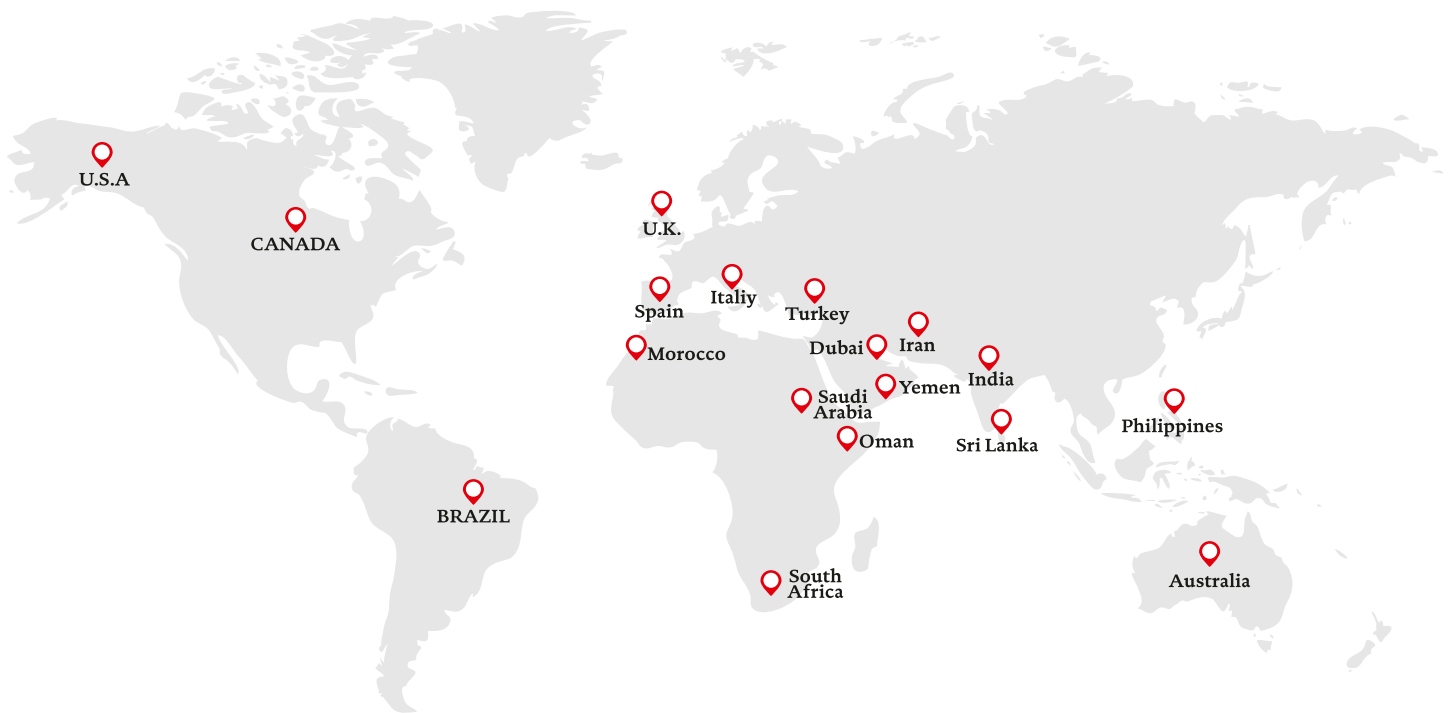 U.S.A
CANADA
U.K.
Italiy
Spain
Turkey
Iran
Dubai
Morocco
India
Yemen
Saudi
Arabia
Philippines
Oman
Sri Lanka
BRAZIL
South
Africa
Australia